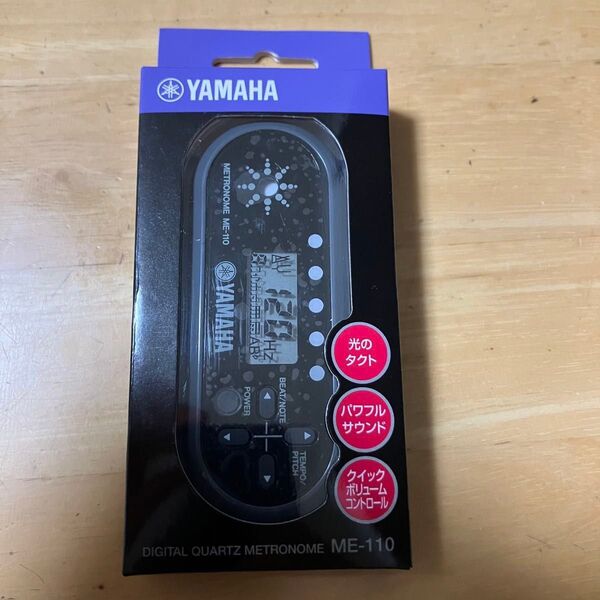 YAMAHA
METRONOME ME-110
YAMAHA
120
Hz
POWER
BEAT/NOTE
TEMPO/
PITCH
光の
タクト
パワフル
サウンド
クイック
ボリューム
コントロール
DIGITAL QUARTZ METRONOME ME-110